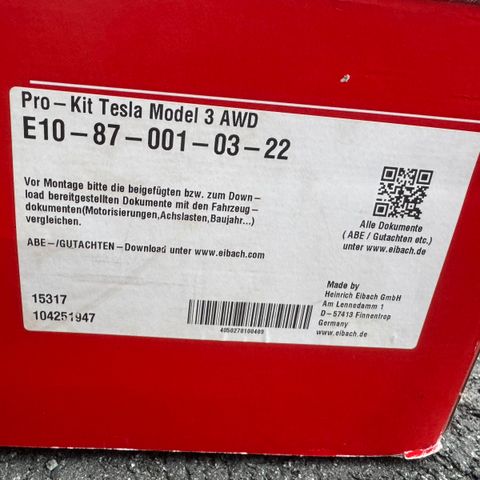 Pro-Kit Tesla Model 3 AWD
E10-87-001-03-22
Vor Montage bitte die beigefügten bzw. zum Down-
load bereitgestellten Dokumente mit den Fahrzeug-
dokumenten(Motorisierungen,Achslasten,Baujahr...)
vergleichen.
ABE-/GUTACHTEN-Download unter www.eibach.com
Alle Dokumente
( ABE / Gutachten etc.)
unter www.eibach.de
15317
104251947
4050278100409
Made by
Heinrich Eibach GmbH
Am Lennedamm 1
D-57413 Finnentrop
Germany
www.eibach.de